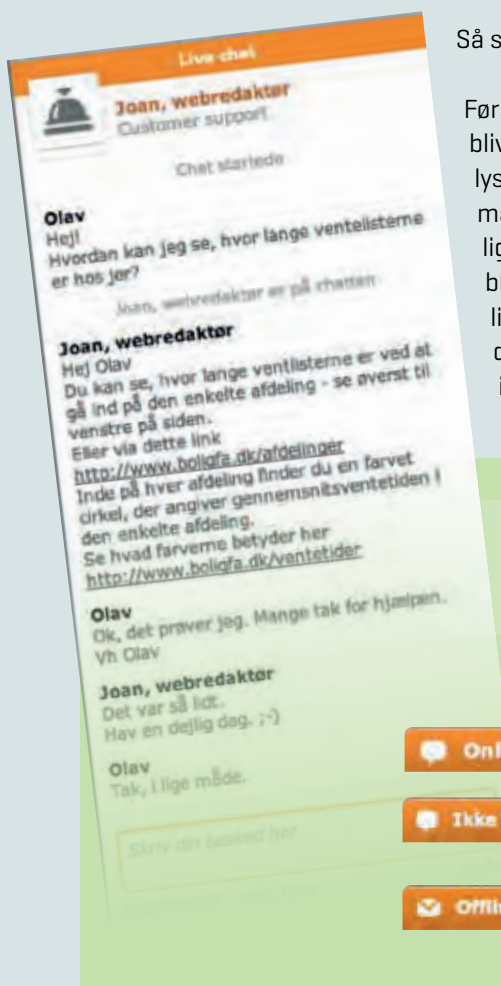 Live chat
Joan, webredaktør
Customer support
Chat startede
Olav
Hej!
Hvordan kan jeg se, hvor lange ventelisterne
er hos jer?
Joan, webredaktør er på chatten
Joan, webredaktør
Hej Olav
Du kan se, hvor lange ventlisterne er ved at
gå ind på den enkelte afdeling - se øverst til
venstre på siden.
Eller via dette link
http://www.boligfa.dk/afdelinger
Inde på hver afdeling finder du en farvet
cirkel, der angiver gennemsnitsventetiden i
den enkelte afdeling.
Se hvad farverne betyder her
http://www.boligfa.dk/ventetider
Olav
Ok, det prøver jeg. Mange tak for hjælpen.
Vh Olav
Joan, webredaktør
Det var så lidt.
Hav en dejlig dag. ;-)
Olav
Tak, i lige måde.
Skriv din besked her
Så s
Før
bliv
lys
ma
lig
bl
li
Onl
Ikke
Offlin